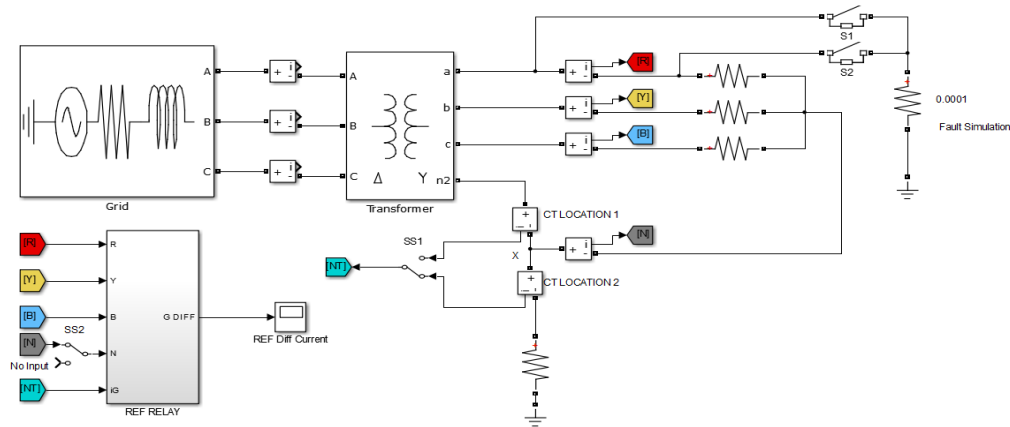 S1
S2
0.0001
Fault Simulation
A
B
C
Grid
+ i -
+ i -
+ i -
A
B
C
Δ Y
a
b
c
n2
Transformer
+ i -
+ i -
+ i -
[R]
[Y]
[B]
+
+
+
+
CT LOCATION 1
+ i -
[N]
X
CT LOCATION 2
SS1
[NT]
+
[R]
[Y]
[B]
[N]
SS2
No Input
[NT]
R
Y
B
N
iG
G DIFF
REF RELAY
REF Diff Current